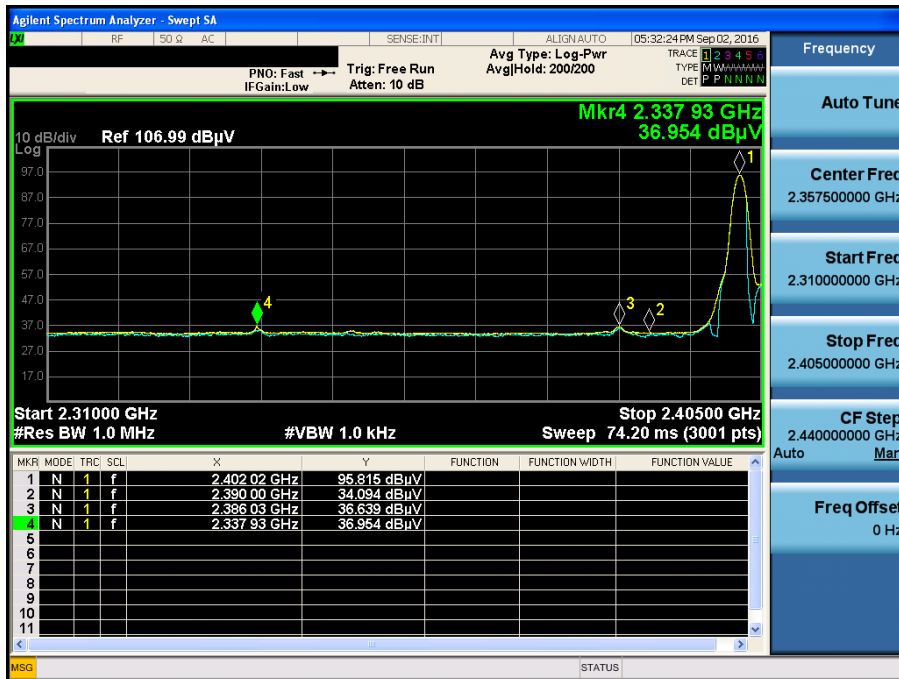 Agilent Spectrum Analyzer - Swept SA
LXI RF 50 Ω AC SENSE:INT ALIGN AUTO 05:32:24 PM Sep 02, 2016
PNO: Fast Trig: Free Run Avg Type: Log-Pwr TRACE 1 2 3 4 5 6
IFGain:Low Atten: 10 dB Avg|Hold: 200/200 TYPE M W W W W W
DET P P N N N N
Frequency
Mkr4 2.337 93 GHz
36.954 dBµV
10 dB/div Ref 106.99 dBµV
Log
97.0
87.0
77.0
67.0
57.0
47.0
37.0
27.0
17.0
1
4
3
2
Start 2.31000 GHz Stop 2.40500 GHz
#Res BW 1.0 MHz #VBW 1.0 kHz Sweep 74.20 ms (3001 pts)
MKR MODE TRC SCL X Y FUNCTION FUNCTION WIDTH FUNCTION VALUE
1 N 1 f 2.402 02 GHz 95.815 dBµV
2 N 1 f 2.390 00 GHz 34.094 dBµV
3 N 1 f 2.386 03 GHz 36.639 dBµV
4 N 1 f 2.337 93 GHz 36.954 dBµV
5
6
7
8
9
10
11
MSG STATUS
Auto Tune
Center Freq
2.357500000 GHz
Start Freq
2.310000000 GHz
Stop Freq
2.405000000 GHz
CF Step
2.440000000 GHz
Auto Man
Freq Offset
0 Hz